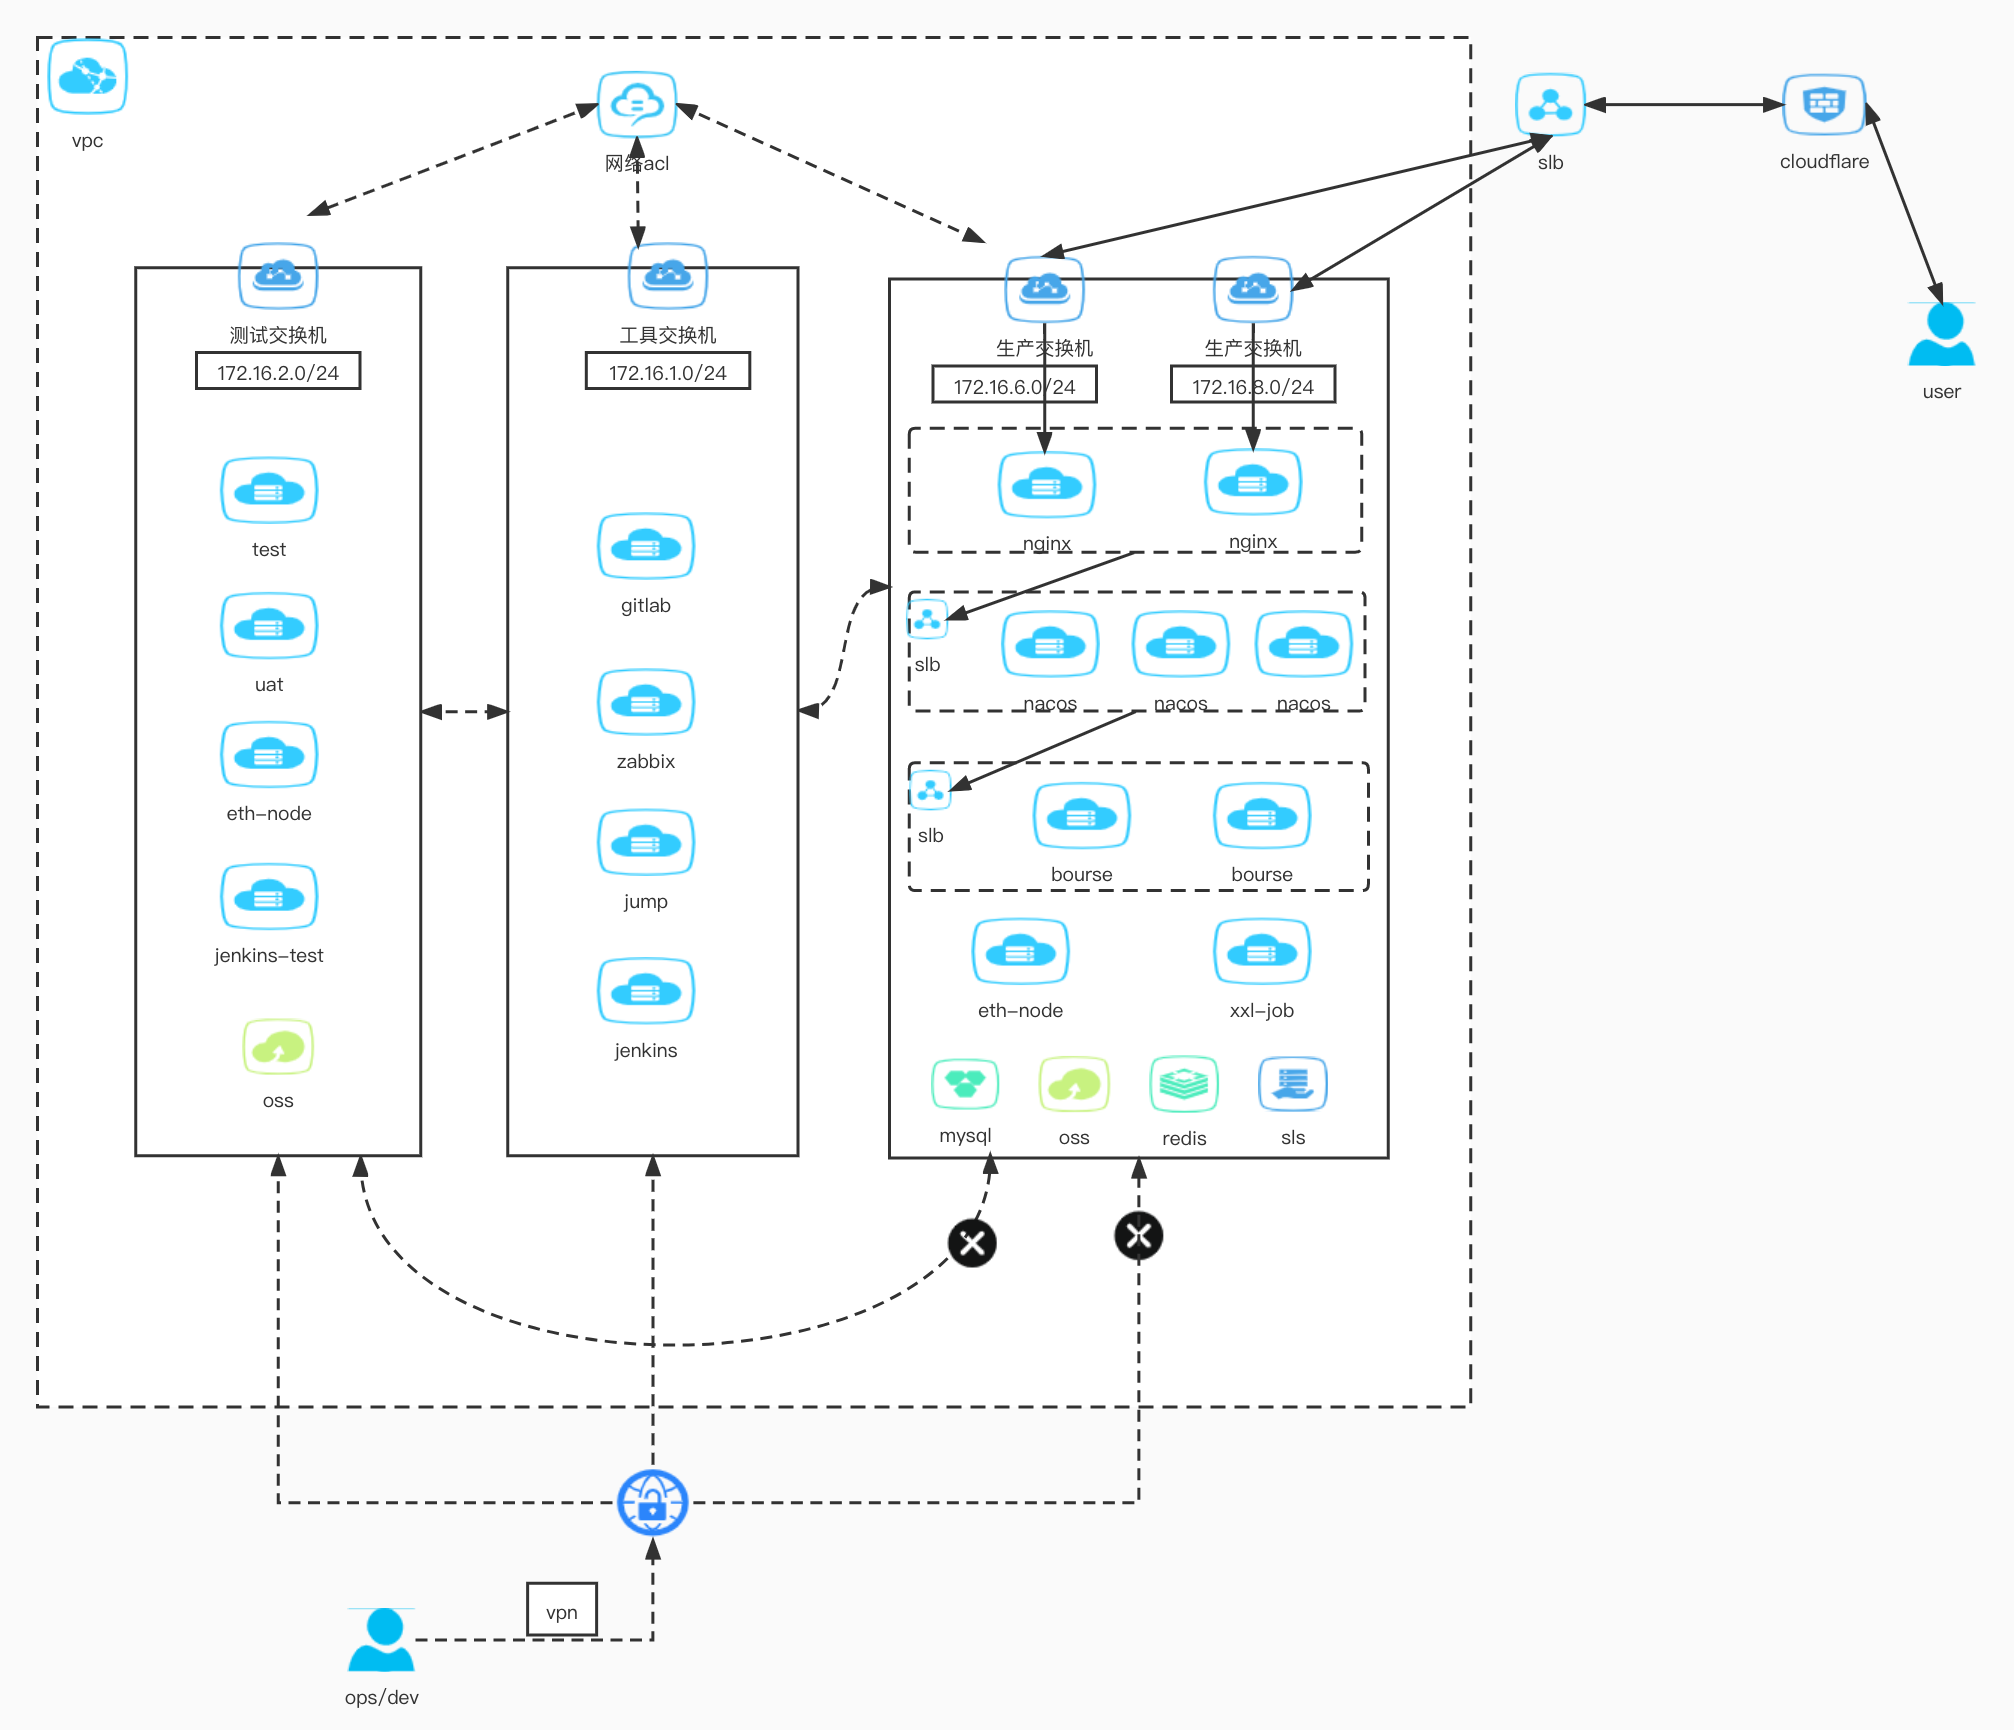 vpc
网络acl
slb
cloudflare
user
测试交换机
172.16.2.0/24
test
uat
eth-node
jenkins-test
oss
工具交换机
172.16.1.0/24
gitlab
zabbix
jump
jenkins
生产交换机
生产交换机
172.16.6.0/24
172.16.8.0/24
nginx
nginx
slb
nacos
nacos
nacos
slb
bourse
bourse
eth-node
xxl-job
mysql
oss
redis
sls
vpn
ops/dev